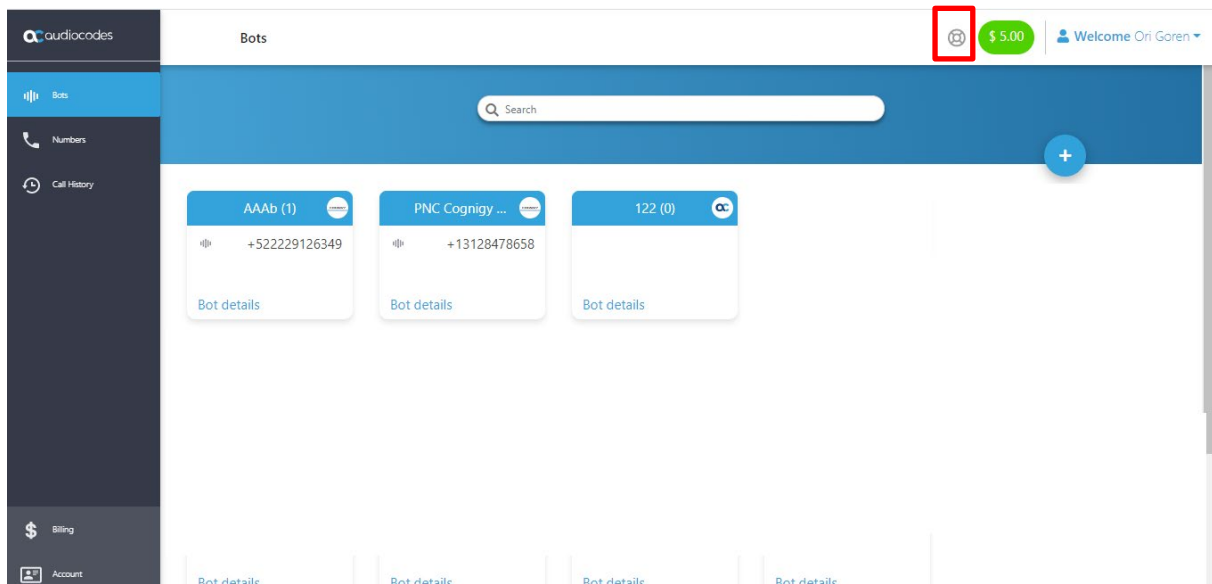 audiocodes
Bots
$ 5.00
Welcome Ori Goren
Bots
Numbers
Call History
Search
+
AAAb (1)
PNC Cognigy ...
122 (0)
+522229126349
+13128478658
Bot details
Bot details
Bot details
$ Billing
Account
Bot details
Bot details
Bot details
Bot details